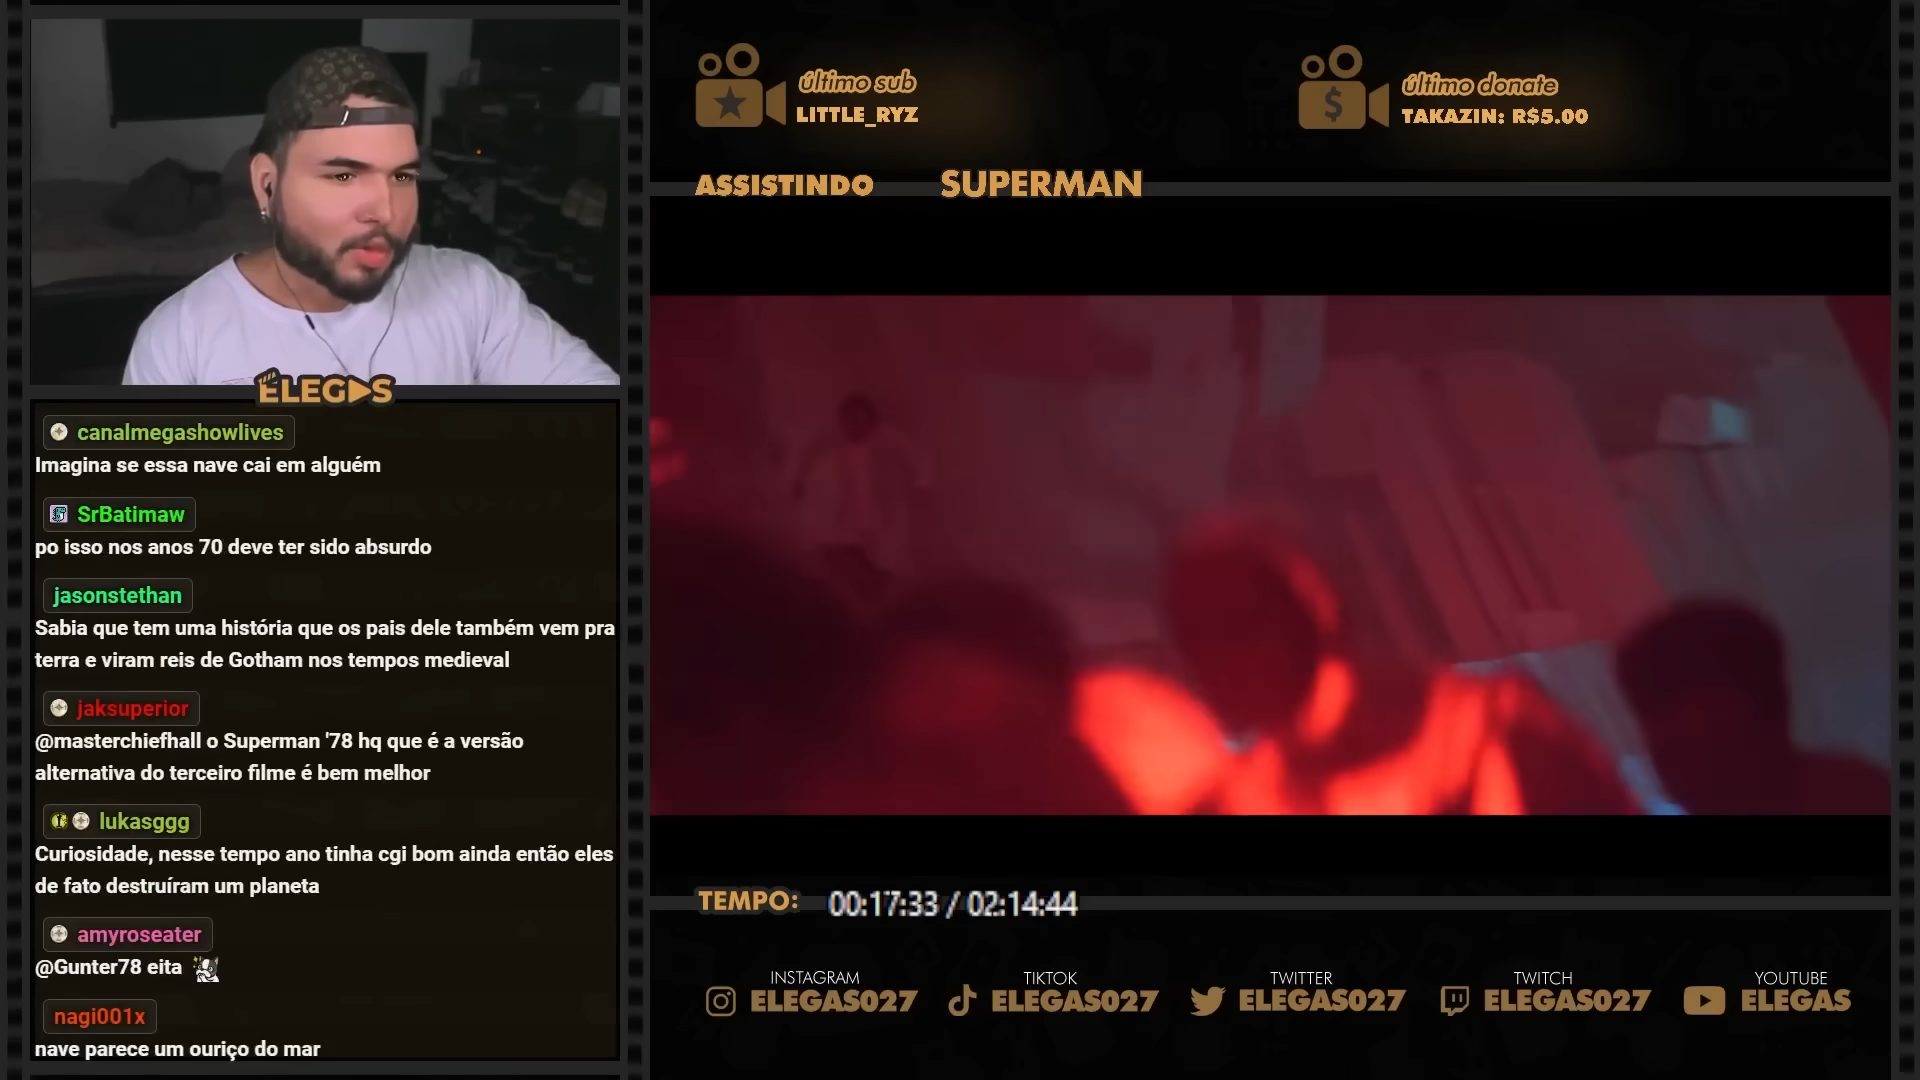 último sub
LITTLE_RYZ
último donate
TAKAZIN: R$5.00
ASSISTINDO SUPERMAN
ELEGAS
canalmegashowlives
Imagina se essa nave cai em alguém
SrBatimaw
po isso nos anos 70 deve ter sido absurdo
jasonstethan
Sabia que tem uma história que os pais dele também vem pra
terra e viram reis de Gotham nos tempos medieval
jaksuperior
@masterchiefhall o Superman '78 hq que é a versão
alternativa do terceiro filme é bem melhor
lukasggg
Curiosidade, nesse tempo ano tinha cgi bom ainda então eles
de fato destruíram um planeta
amyroseater
@Gunter78 eita
nagi001x
nave parece um ouriço do mar
TEMPO: 00:17:33 / 02:14:44
INSTAGRAM
ELEGAS027
TIKTOK
ELEGAS027
TWITTER
ELEGAS027
TWITCH
ELEGAS027
YOUTUBE
ELEGAS